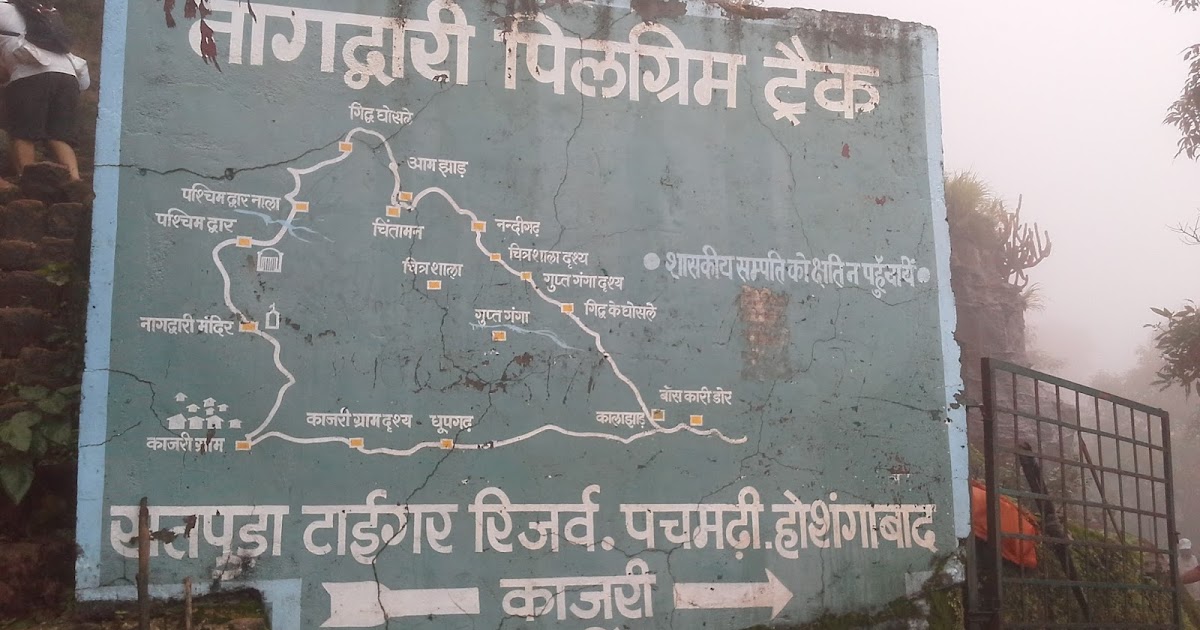 नागद्वारी पिलग्रिम ट्रैक
गिद्ध घोसले
आम झाड़
पश्चिम द्वार नाला
पश्चिम द्वार
चिंतामन
नन्दीगढ़
चित्रशाला दृश्य
चित्र शाला
गुप्त गंगा दृश्य
गुप्त गंगा
गिद्ध के घोसले
• शासकीय सम्पति को क्षति न पहुँचायें •
नागद्वारी मंदिर
बॉस कारी डोर
कालाझाड़
काजरी ग्राम दृश्य
धूपगढ़
काजरी ग्राम
सतपुड़ा टाईगर रिजर्व. पचमढ़ी.होशंगाबाद
काजरी